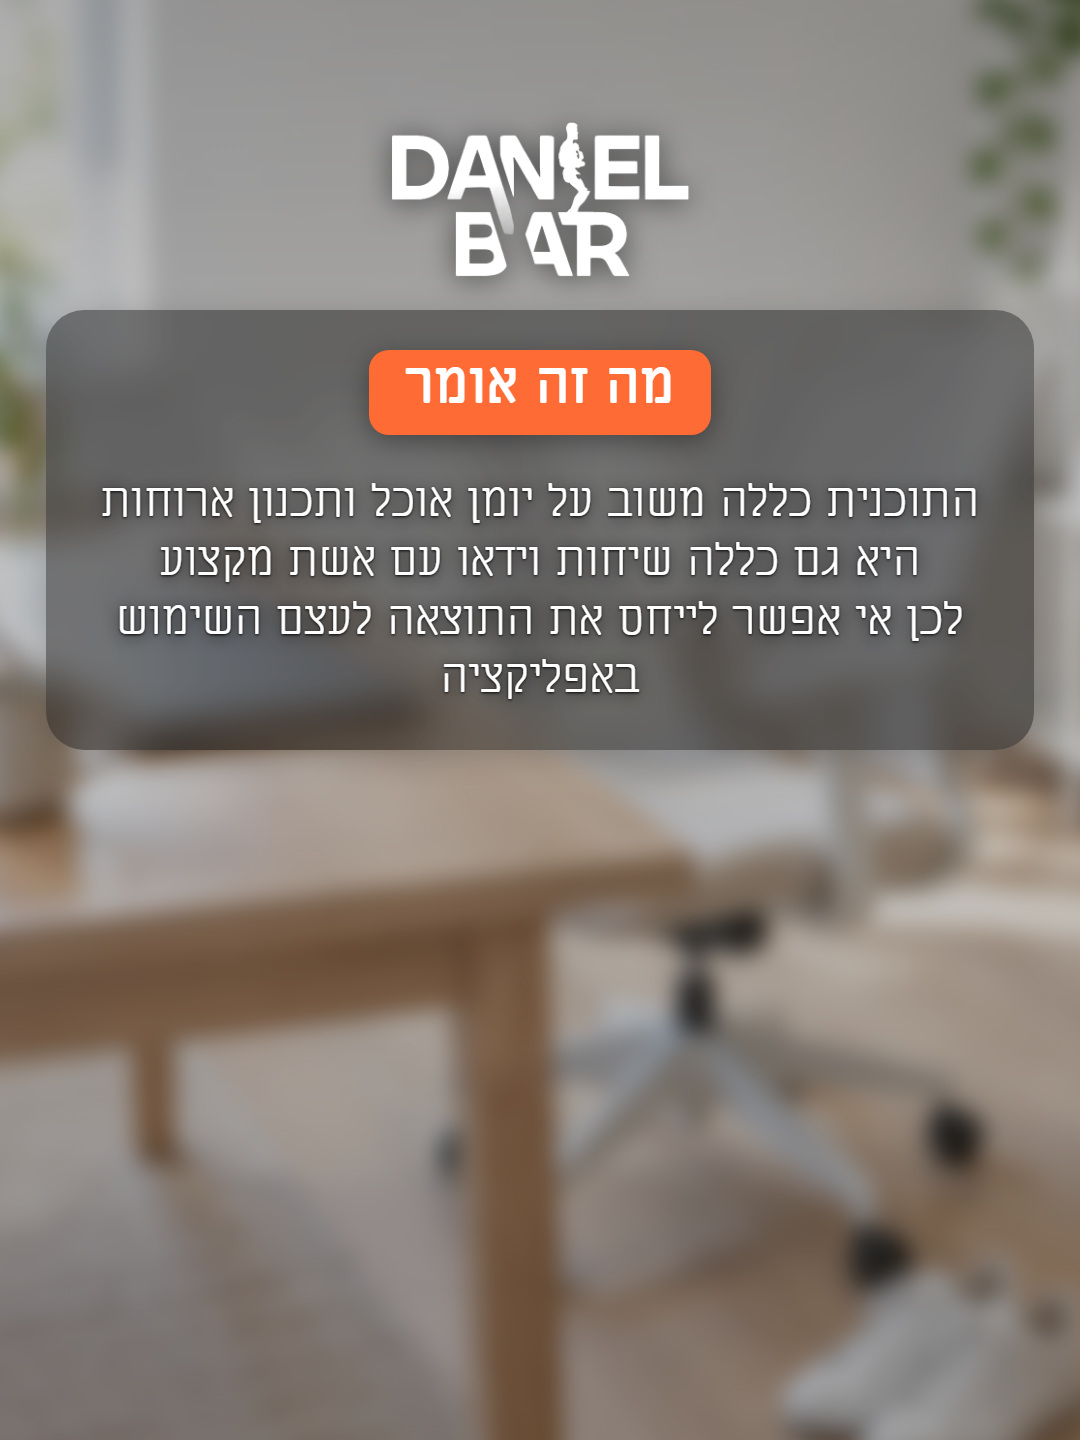 DANIEL
BAR
מה זה אומר
התוכנית כללה משוב על יומן אוכל ותכנון ארוחות
היא גם כללה שיחות וידאו עם אשת מקצוע
לכן אי אפשר לייחס את התוצאה לעצם השימוש
באפליקציה